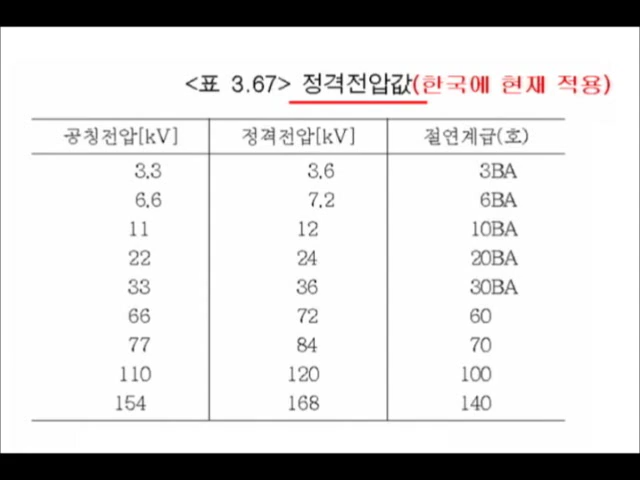 <표 3.67> 정격전압값(한국에 현재 적용)
공칭전압[kV] 정격전압[kV] 절연계급(호)
3.3 3.6 3BA
6.6 7.2 6BA
11 12 10BA
22 24 20BA
33 36 30BA
66 72 60
77 84 70
110 120 100
154 168 140